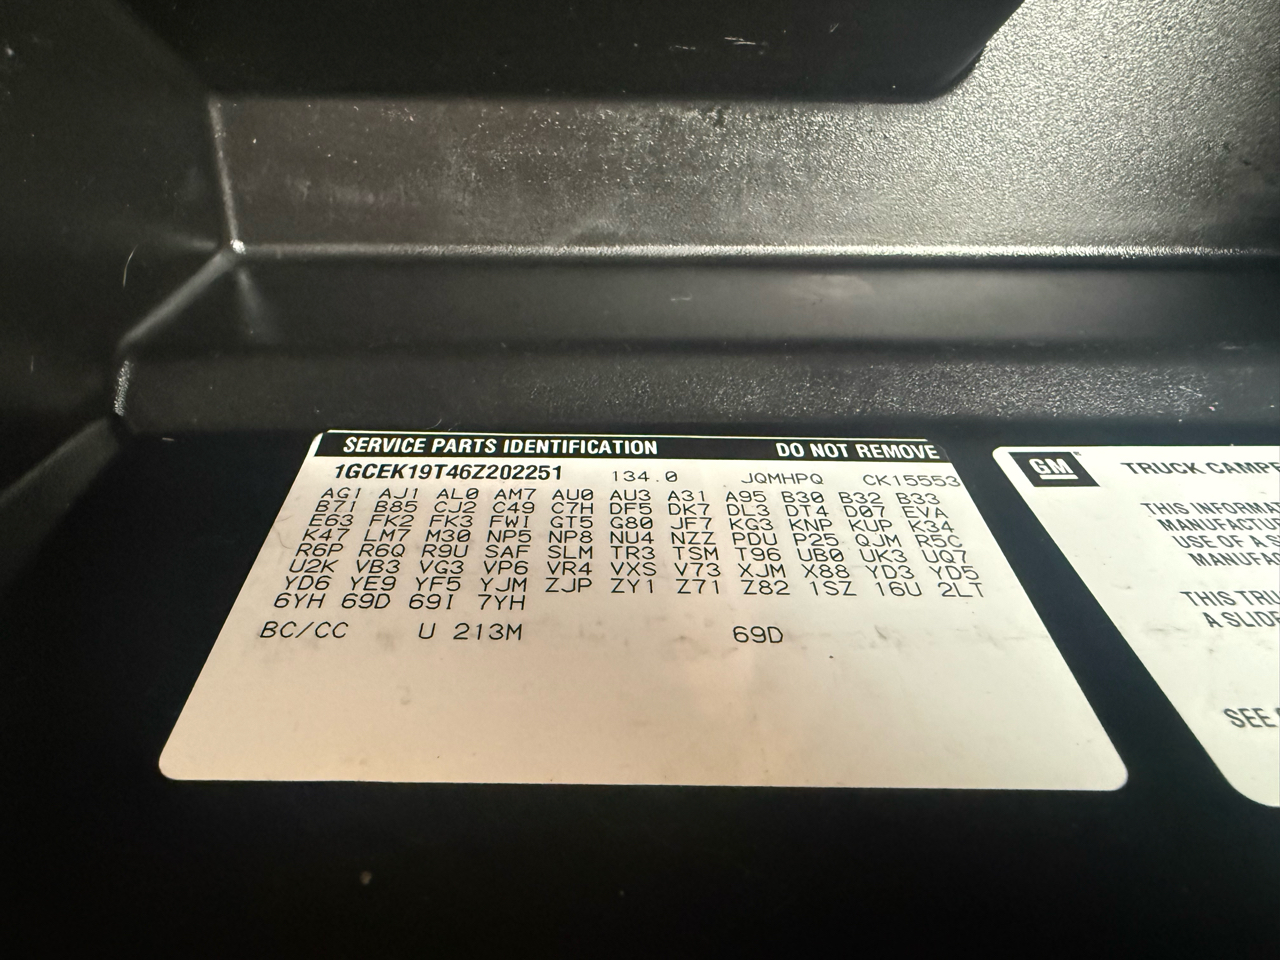 SERVICE PARTS IDENTIFICATION DO NOT REMOVE
1GCEK19T46Z202251 134.0 JQMHPQ CK15553
AG1 AJ1 AL0 AM7 AU0 AU3 A31 A95 B30 B32 B33
B71 B85 CJ2 C49 C7H DF5 DK7 DL3 DT4 D07 EVA
E63 FK2 FK3 FWI GT5 G80 JF7 KG3 KNP KUP K34
K47 LM7 M30 NP5 NP8 NU4 NZZ PDU P25 QJM R5C
R6P R6Q R9U SAF SLM TR3 TSM T96 UB0 UK3 UQ7
U2K VB3 VG3 VP6 VR4 VXS V73 XJM X88 YD3 YD5
YD6 YE9 YF5 YJM ZJP ZY1 Z71 Z82 1SZ 16U 2LT
6YH 69D 69I 7YH
BC/CC U 213M 69D
GM TRUCK CAMPE
THIS INFORMAT
MANUFACTU
USE OF A S
MANUFA
THIS TRU
A SLIDE
SEE